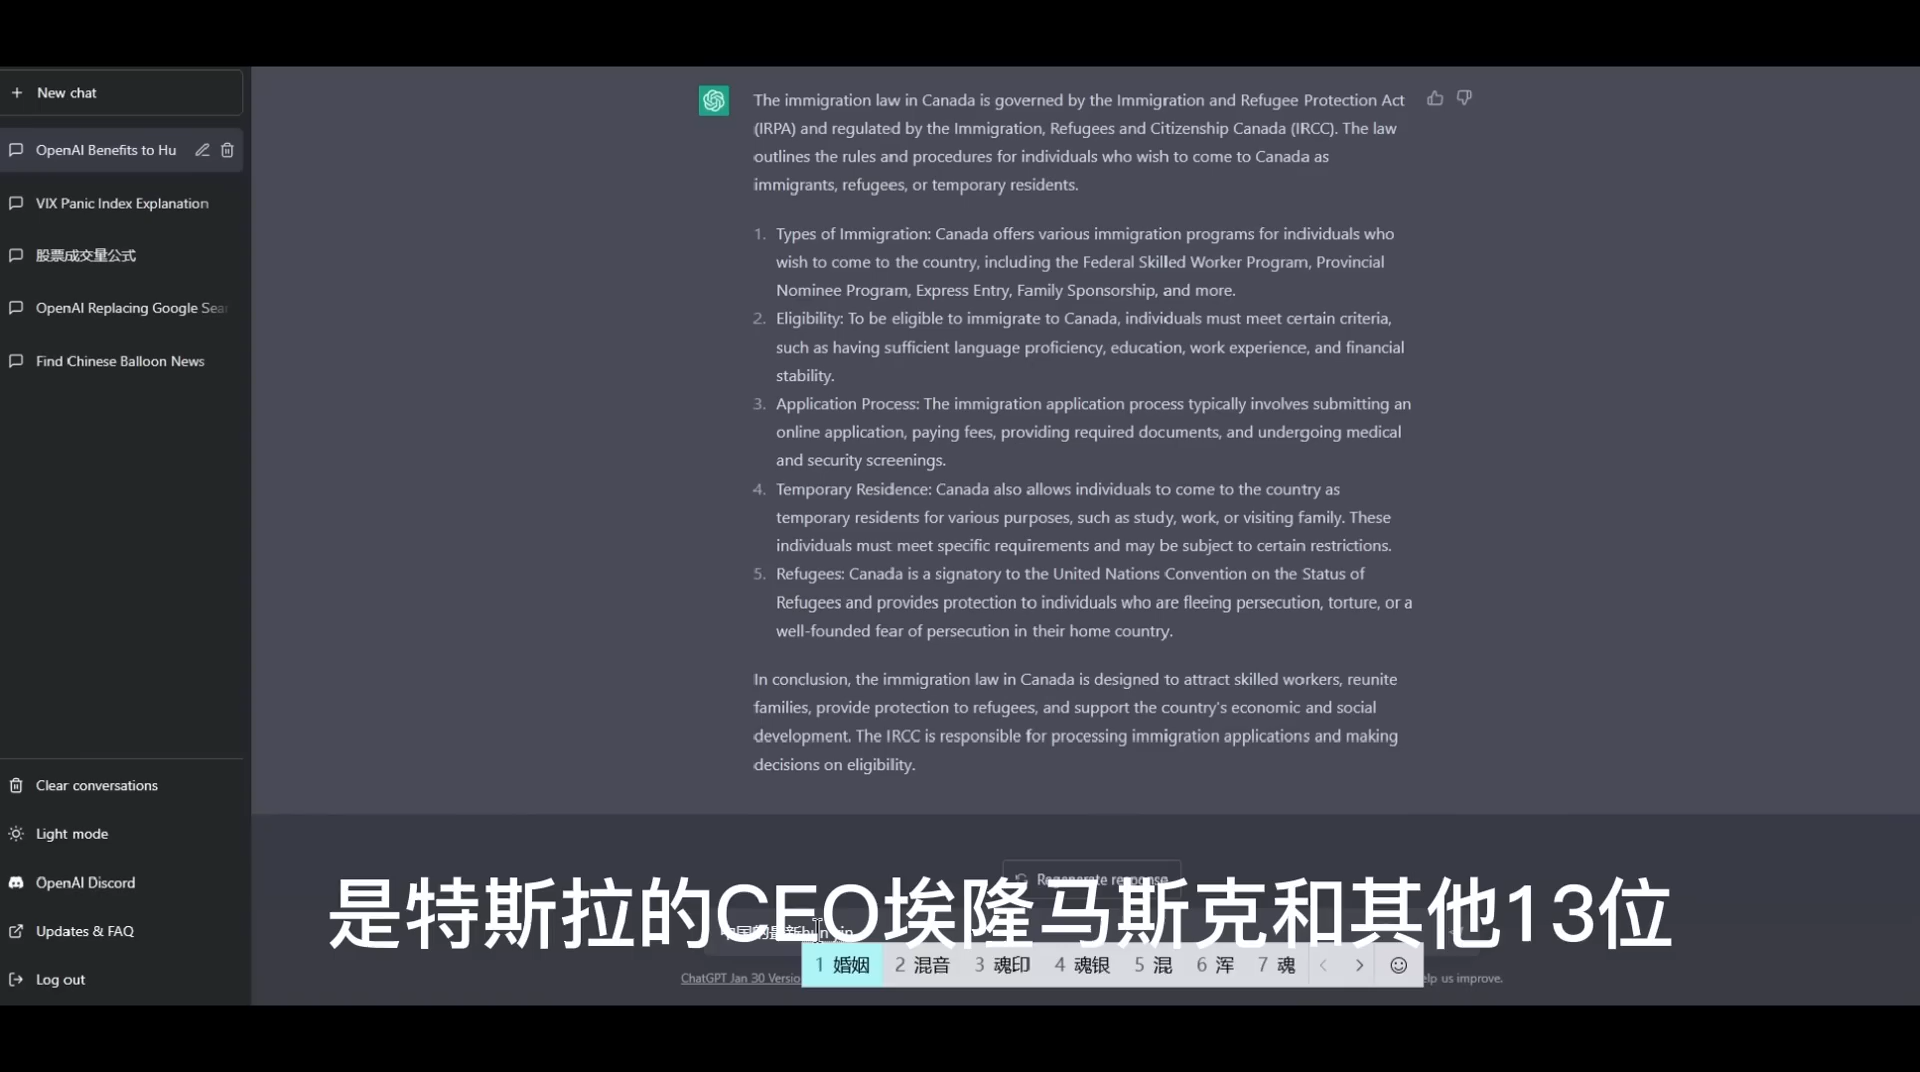 New chat
OpenAI Benefits to Hu
VIX Panic Index Explanation
股票成交量公式
OpenAI Replacing Google Sea
Find Chinese Balloon News
Clear conversations
Light mode
OpenAI Discord
Updates & FAQ
Log out
The immigration law in Canada is governed by the Immigration and Refugee Protection Act
(IRPA) and regulated by the Immigration, Refugees and Citizenship Canada (IRCC). The law
outlines the rules and procedures for individuals who wish to come to Canada as
immigrants, refugees, or temporary residents.
1. Types of Immigration: Canada offers various immigration programs for individuals who
wish to come to the country, including the Federal Skilled Worker Program, Provincial
Nominee Program, Express Entry, Family Sponsorship, and more.
2. Eligibility: To be eligible to immigrate to Canada, individuals must meet certain criteria,
such as having sufficient language proficiency, education, work experience, and financial
stability.
3. Application Process: The immigration application process typically involves submitting an
online application, paying fees, providing required documents, and undergoing medical
and security screenings.
4. Temporary Residence: Canada also allows individuals to come to the country as
temporary residents for various purposes, such as study, work, or visiting family. These
individuals must meet specific requirements and may be subject to certain restrictions.
5. Refugees: Canada is a signatory to the United Nations Convention on the Status of
Refugees and provides protection to individuals who are fleeing persecution, torture, or a
well-founded fear of persecution in their home country.
In conclusion, the immigration law in Canada is designed to attract skilled workers, reunite
families, provide protection to refugees, and support the country's economic and social
development. The IRCC is responsible for processing immigration applications and making
decisions on eligibility.
Regenerate response
是特斯拉的CEO埃隆马斯克和其他13位
中国的最新hun yin
1 婚姻 2 混音 3 魂印 4 魂银 5 混 6 浑 7 魂
ChatGPT Jan 30 Versio
elp us improve.